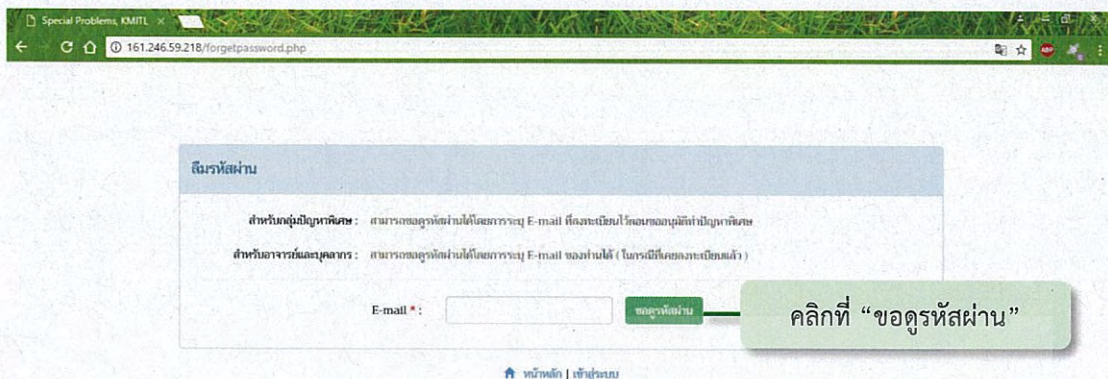 Special Problems, KMITL
161.246.59.218/forgetpassword.php
ABP
ลืมรหัสผ่าน
สำหรับกลุ่มปัญหาพิเศษ : สามารถขอดูรหัสผ่านได้โดยการระบุ E-mail ที่ลงทะเบียนไว้ตอนขออนุมัติทำปัญหาพิเศษ
สำหรับอาจารย์และบุคลากร : สามารถขอดูรหัสผ่านได้โดยการระบุ E-mail ของท่านได้ ( ในกรณีที่เคยลงทะเบียนแล้ว )
E-mail * : ขอดูรหัสผ่าน
คลิกที่ “ขอดูรหัสผ่าน”
หน้าหลัก | เข้าสู่ระบบ